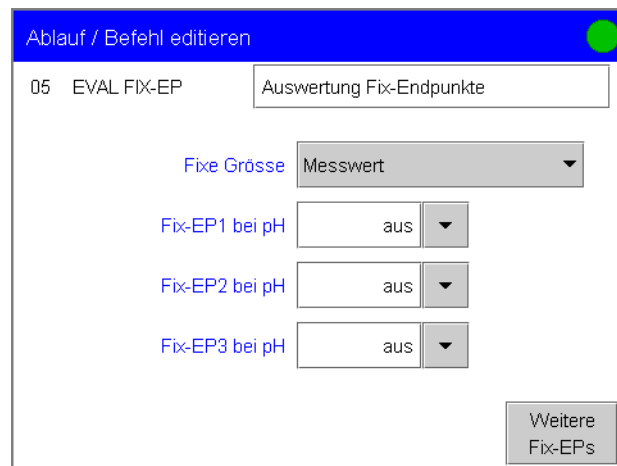 Ablauf / Befehl editieren
05 EVAL FIX-EP Auswertung Fix-Endpunkte
Fixe Grösse Messwert
Fix-EP1 bei pH aus
Fix-EP2 bei pH aus
Fix-EP3 bei pH aus
Weitere
Fix-EPs